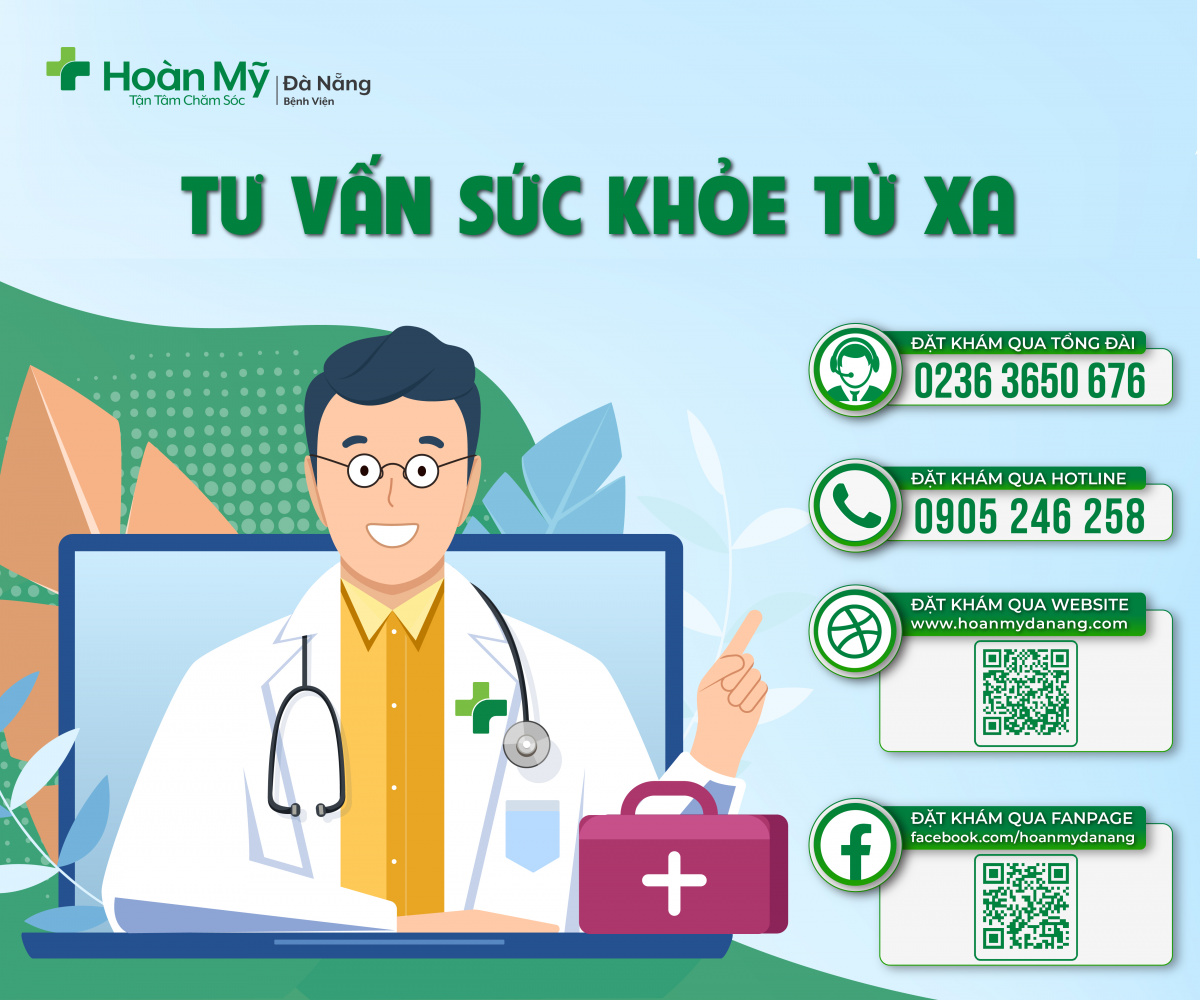 Hoàn Mỹ
Tận Tâm Chăm Sóc
Đà Nẵng
Bệnh Viện
TƯ VẤN SỨC KHỎE TỪ XA
ĐẶT KHÁM QUA TỔNG ĐÀI
0236 3650 676
ĐẶT KHÁM QUA HOTLINE
0905 246 258
ĐẶT KHÁM QUA WEBSITE
www.hoanmydanang.com
ĐẶT KHÁM QUA FANPAGE
facebook.com/hoanmydanang